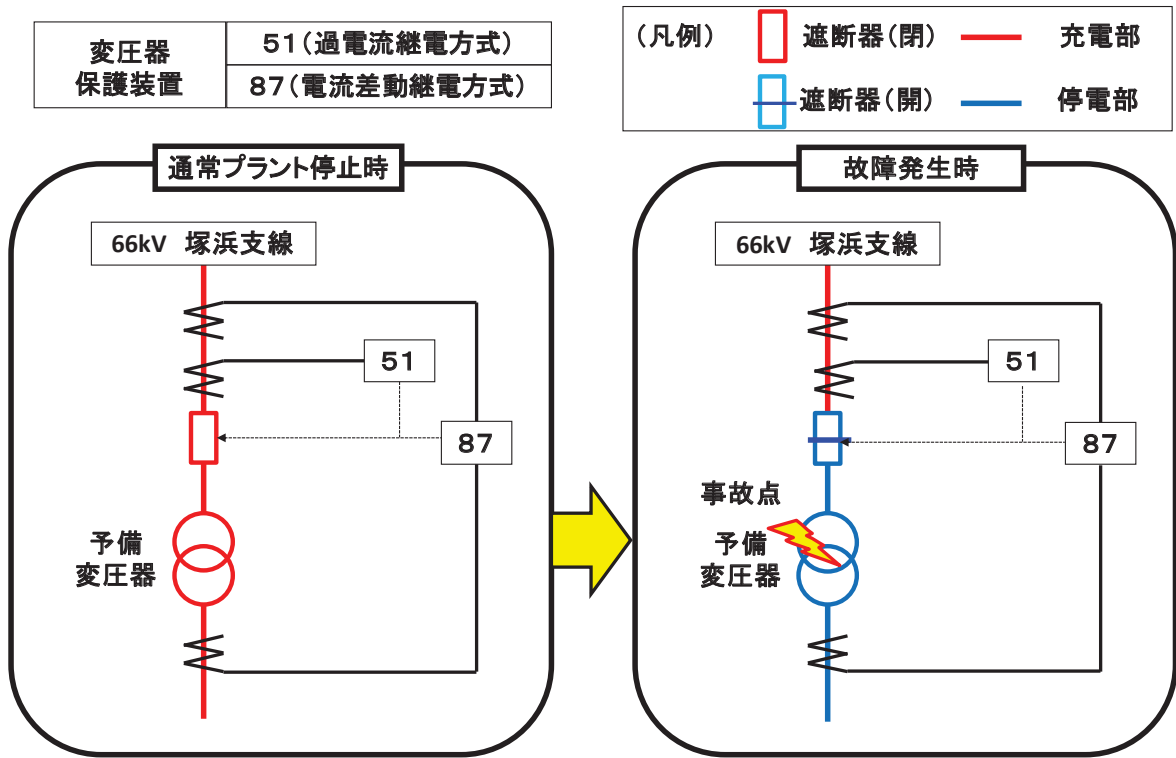 変圧器
保護装置
51(過電流継電方式)
87(電流差動継電方式)
(凡例)
遮断器(閉)
充電部
遮断器(開)
停電部
通常プラント停止時
66kV 塚浜支線
51
87
予備
変圧器
故障発生時
66kV 塚浜支線
51
87
事故点
予備
変圧器